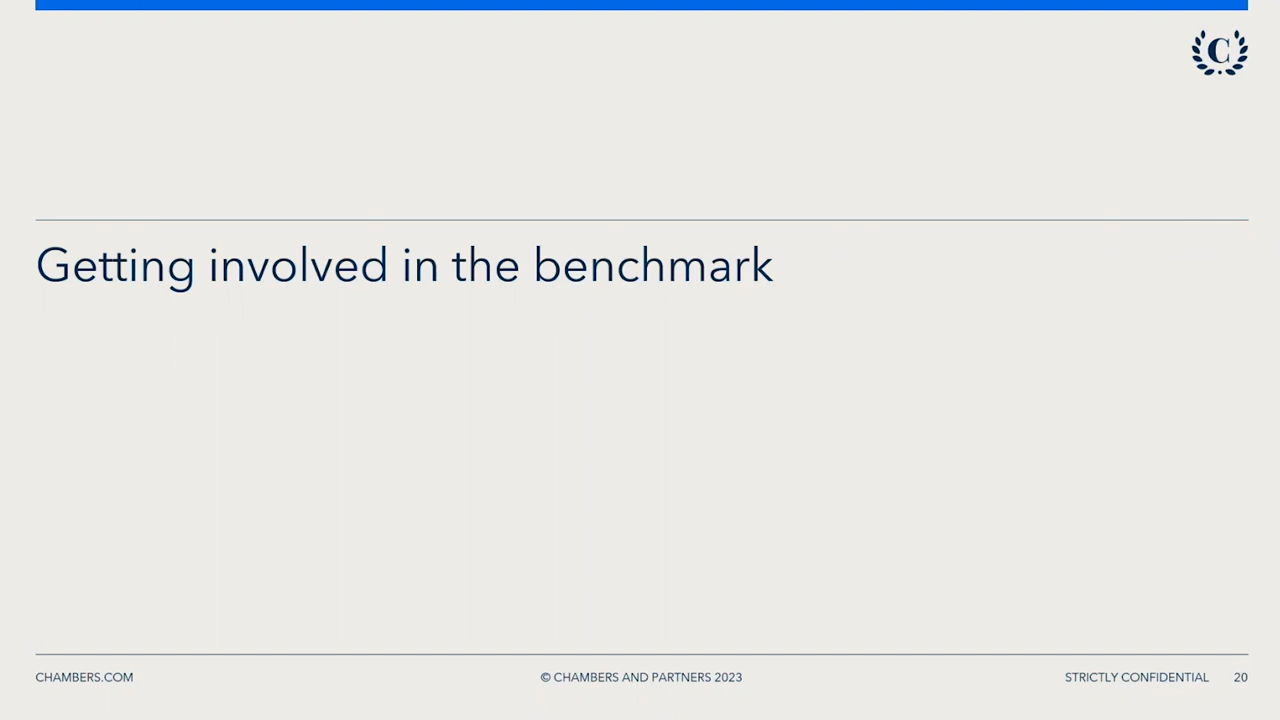 C
Getting involved in the benchmark
CHAMBERS.COM
© CHAMBERS AND PARTNERS 2023
STRICTLY CONFIDENTIAL
20